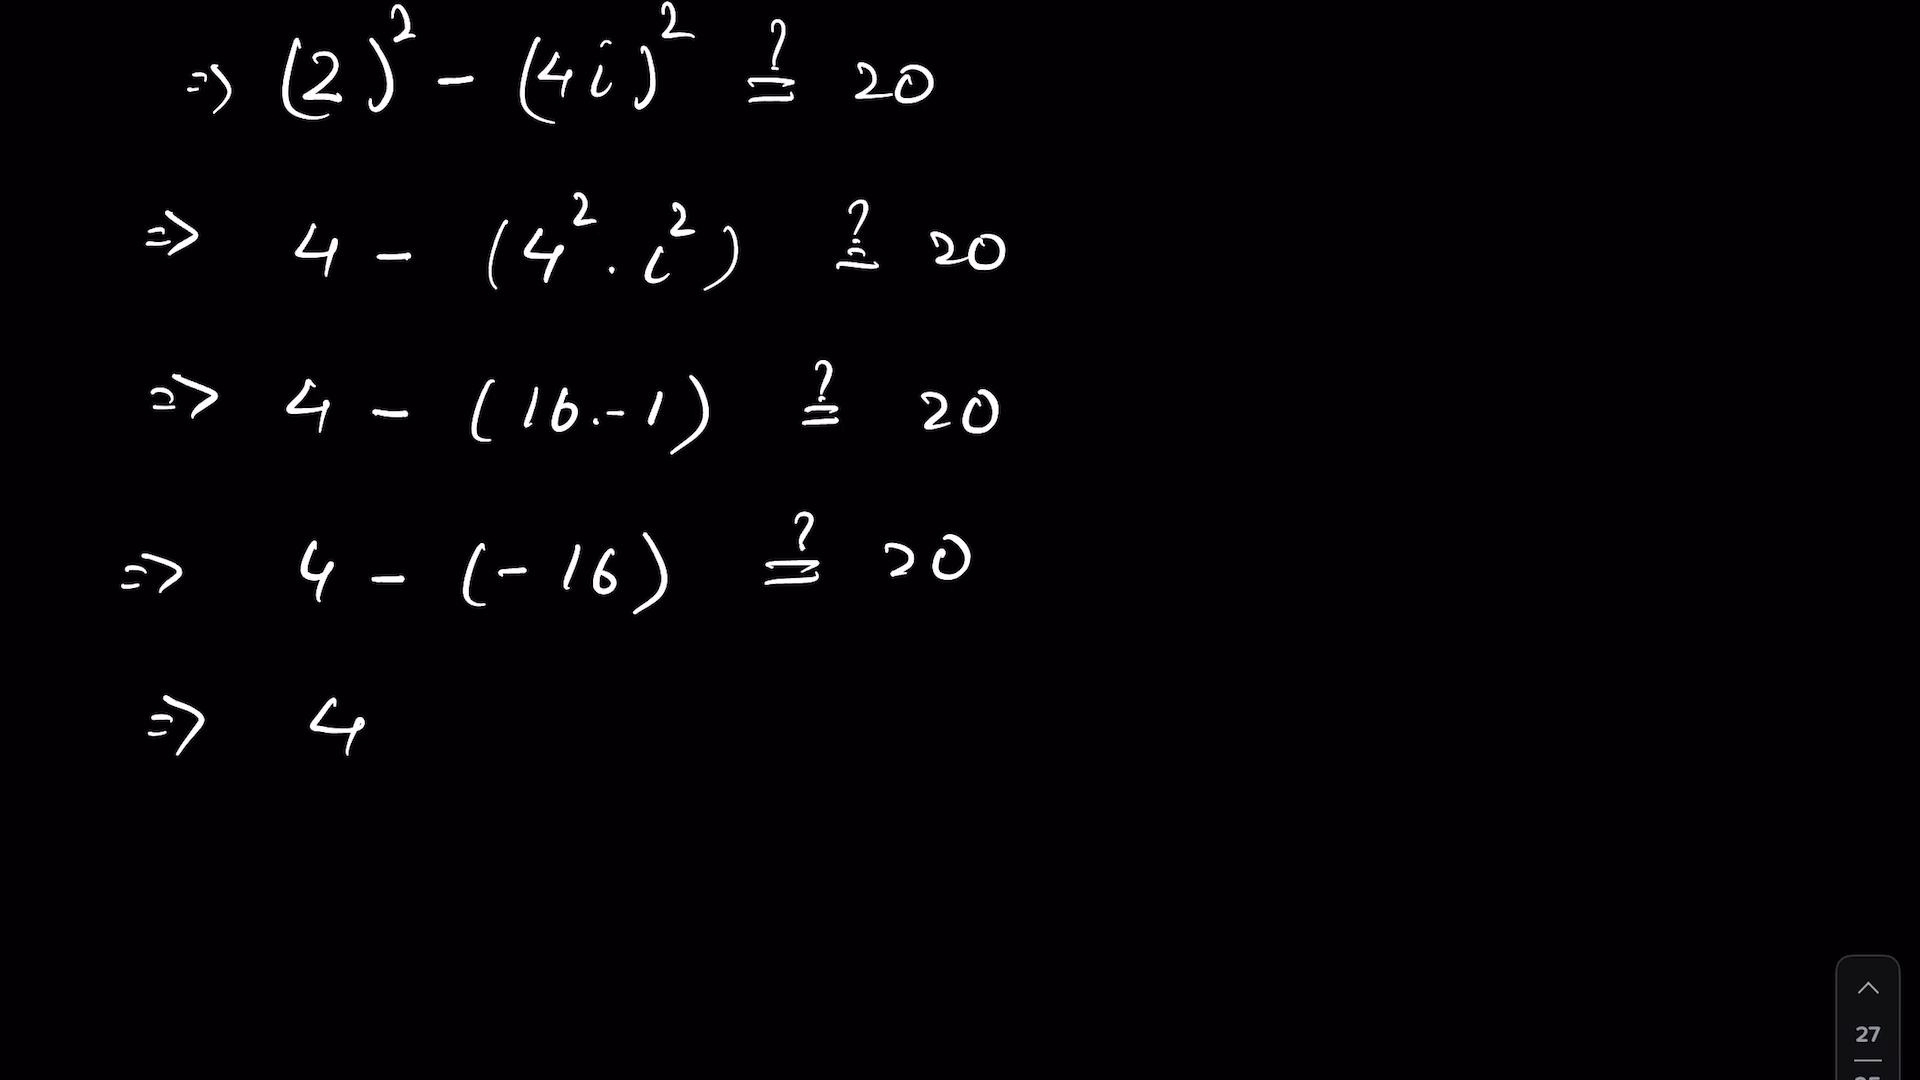 => (2)² - (4i)² ≟ 20
=> 4 - (4² . i²) ≟ 20
=> 4 - (16.-1) ≟ 20
=> 4 - (-16) ≟ 20
=> 4
27